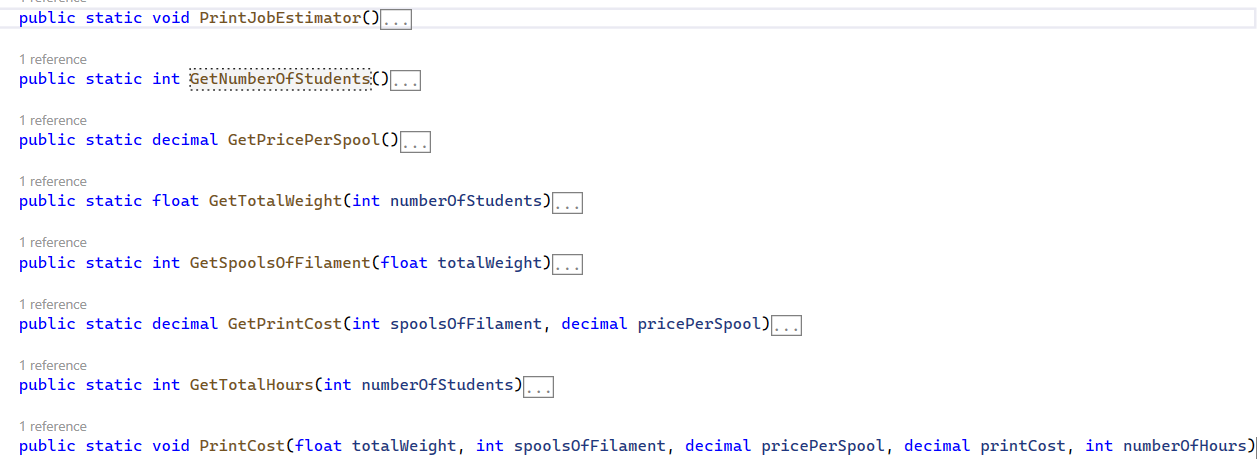 public static void PrintJobEstimator()...
1 reference
public static int GetNumberOfStudents()...
1 reference
public static decimal GetPricePerSpool()...
1 reference
public static float GetTotalWeight(int numberOfStudents)...
1 reference
public static int GetSpoolsOfFilament(float totalWeight)...
1 reference
public static decimal GetPrintCost(int spoolsOfFilament, decimal pricePerSpool)...
1 reference
public static int GetTotalHours(int numberOfStudents)...
1 reference
public static void PrintCost(float totalWeight, int spoolsOfFilament, decimal pricePerSpool, decimal printCost, int numberOfHours)